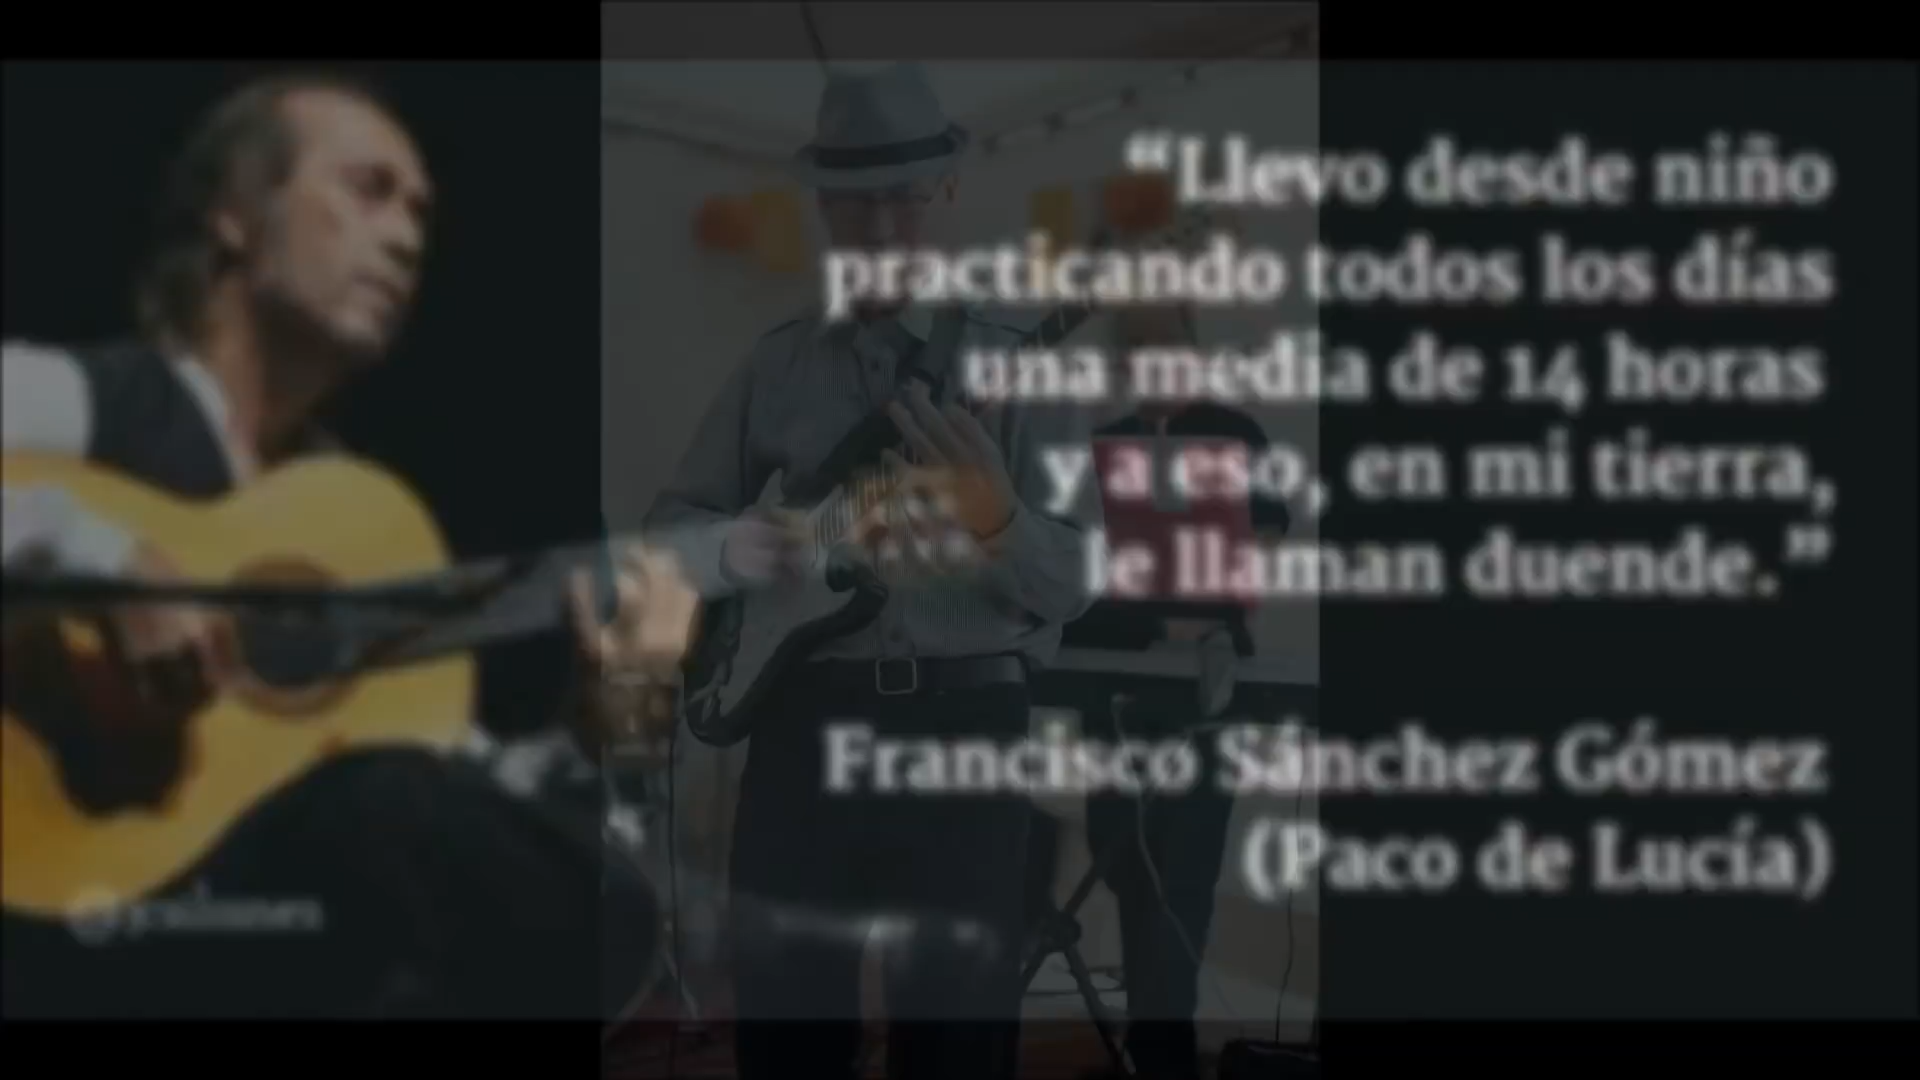 “Llevo desde niño
practicando todos los días
una media de 14 horas
y a eso, en mi tierra,
le llaman duende.”
Francisco Sánchez Gómez
(Paco de Lucía)